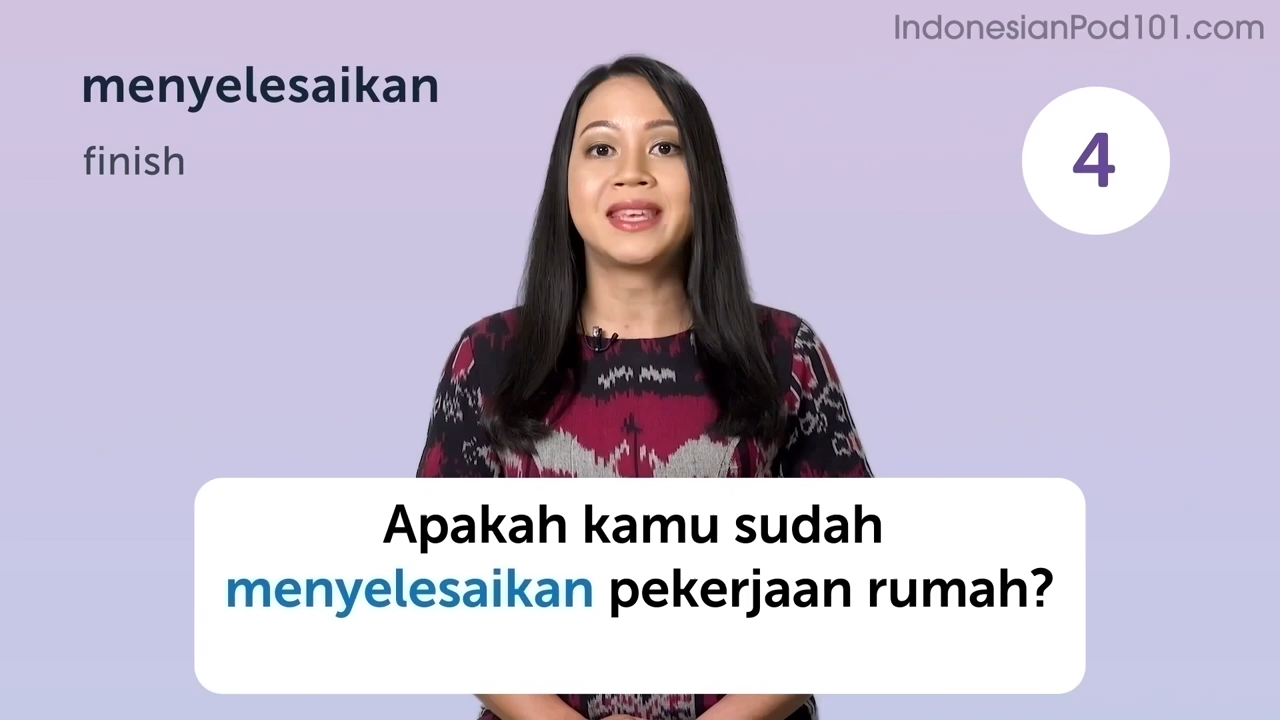 IndonesianPod101.com
menyelesaikan
finish
4
Apakah kamu sudah
menyelesaikan pekerjaan rumah?